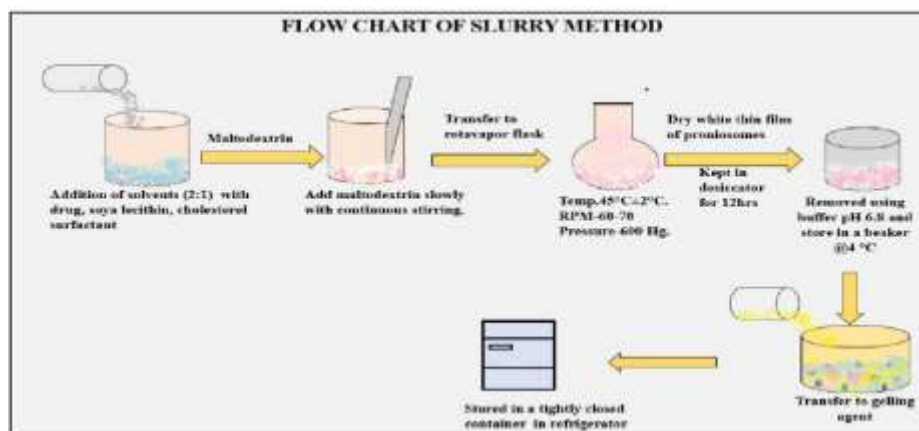 FLOW CHART OF SLURRY METHOD
Maltodextrin
Addition of solvents (2:1) with
drug, soya lecithin, cholesterol
surfactant
Add maltodextrin slowly
with continuous stirring.
Transfer to
rotavapor flask
Temp.45°C±2°C.
RPM-60-70
Pressure-600 Hg.
Dry white thin film
of proniosomes
Kept in
dosiccator
for 12hrs
Removed using
buffer pH 6.8 and
store in a beaker
@4 °C
Transfer to gelling
agent
Stored in a tightly closed
container in refrigerator